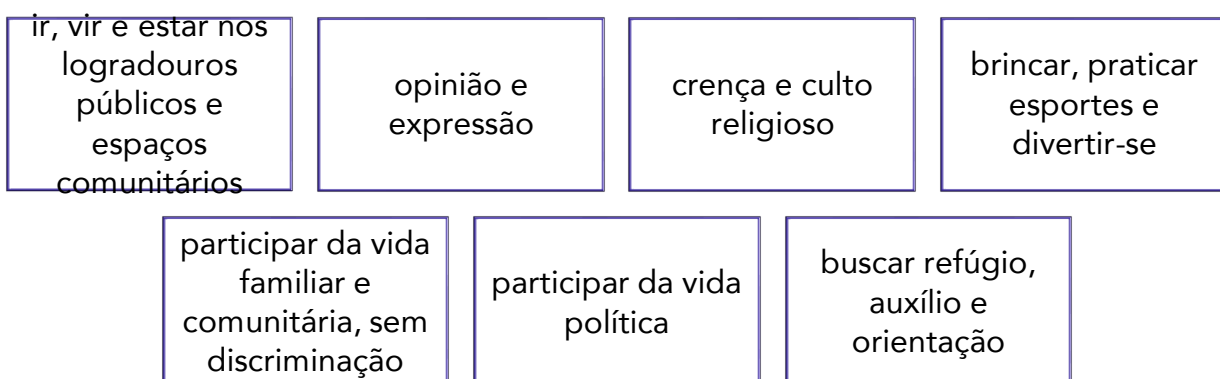 ir, vir e estar nos
logradouros
públicos e
espaços
comunitários
opinião e
expressão
crença e culto
religioso
brincar, praticar
esportes e
divertir-se
participar da vida
familiar e
comunitária, sem
discriminação
participar da vida
política
buscar refúgio,
auxílio e
orientação